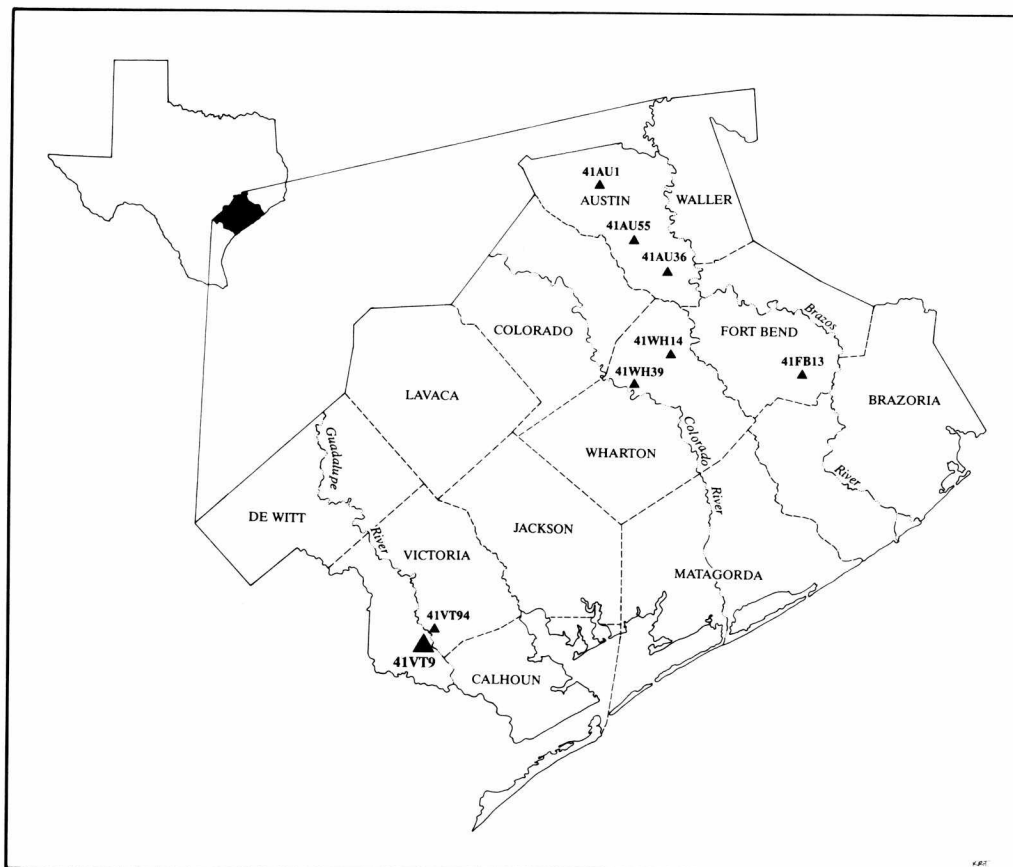 41AU1
AUSTIN
WALLER
41AU55
41AU36
COLORADO
Brazos
FORT BEND
41WH14
41FB13
41WH39
LAVACA
BRAZORIA
Guadalupe
WHARTON
Colorado
River
River
DE WITT
JACKSON
River
VICTORIA
MATAGORDA
41VT94
41VT9
CALHOUN